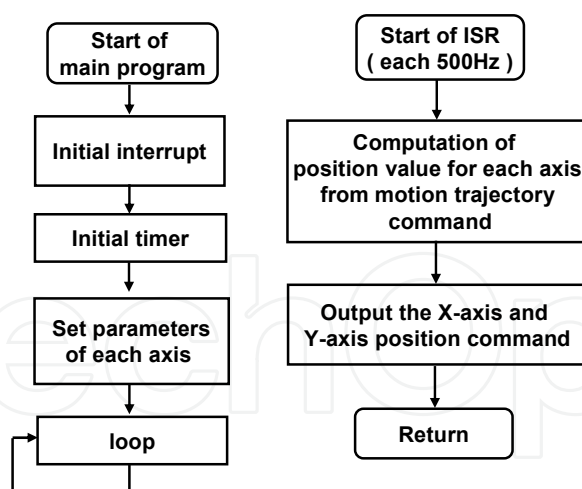 Start of
main program
Initial interrupt
Initial timer
Set parameters
of each axis
loop
Start of ISR
( each 500Hz )
Computation of
position value for each axis
from motion trajectory
command
Output the X-axis and
Y-axis position command
Return